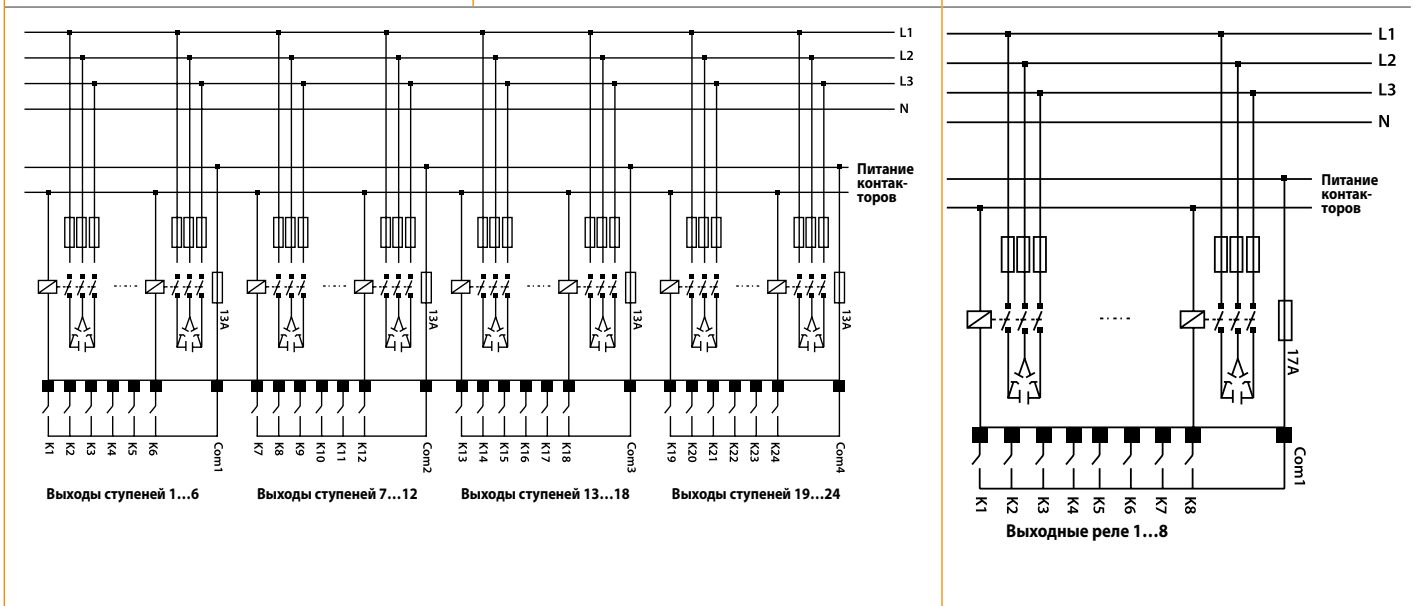 L1
L2
L3
N
Питание
контак-
торов
13A
13A
13A
13A
K1
K2
K3
K4
K5
K6
Com1
K7
K8
K9
K10
K11
K12
Com2
K13
K14
K15
K16
K17
K18
Com3
K19
K20
K21
K22
K23
K24
Com4
Выходы ступеней 1...6
Выходы ступеней 7...12
Выходы ступеней 13...18
Выходы ступеней 19...24
L1
L2
L3
N
Питание
контак-
торов
17A
K1
K2
K3
K4
K5
K6
K7
K8
Com1
Выходные реле 1...8